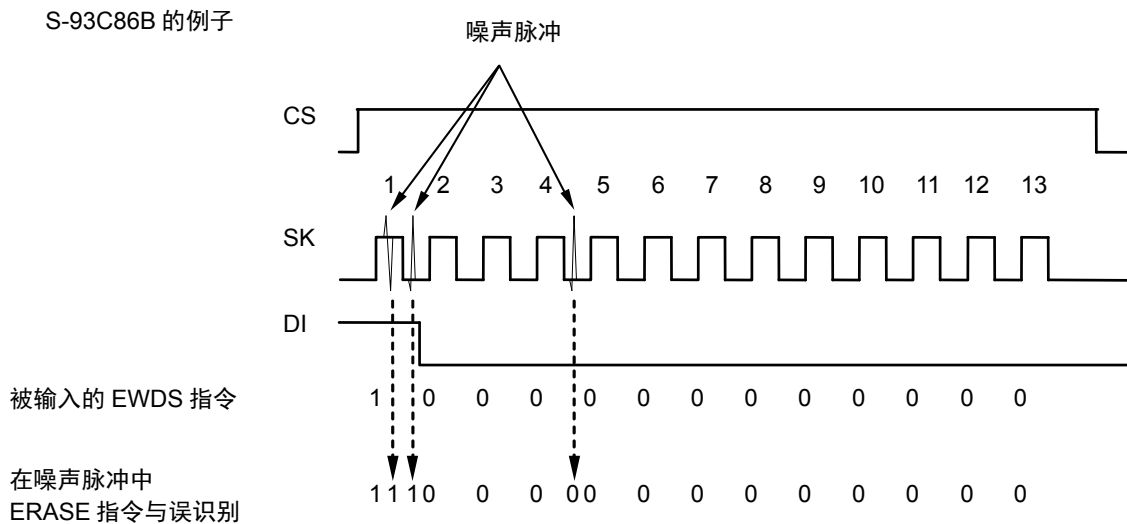 S-93C86B 的例子
噪声脉冲
CS
1 2 3 4 5 6 7 8 9 10 11 12 13
SK
DI
被输入的 EWDS 指令 1 0 0 0 0 0 0 0 0 0 0 0 0
在噪声脉冲中
ERASE 指令与误识别 1 1 1 0 0 0 0 0 0 0 0 0 0 0 0 0